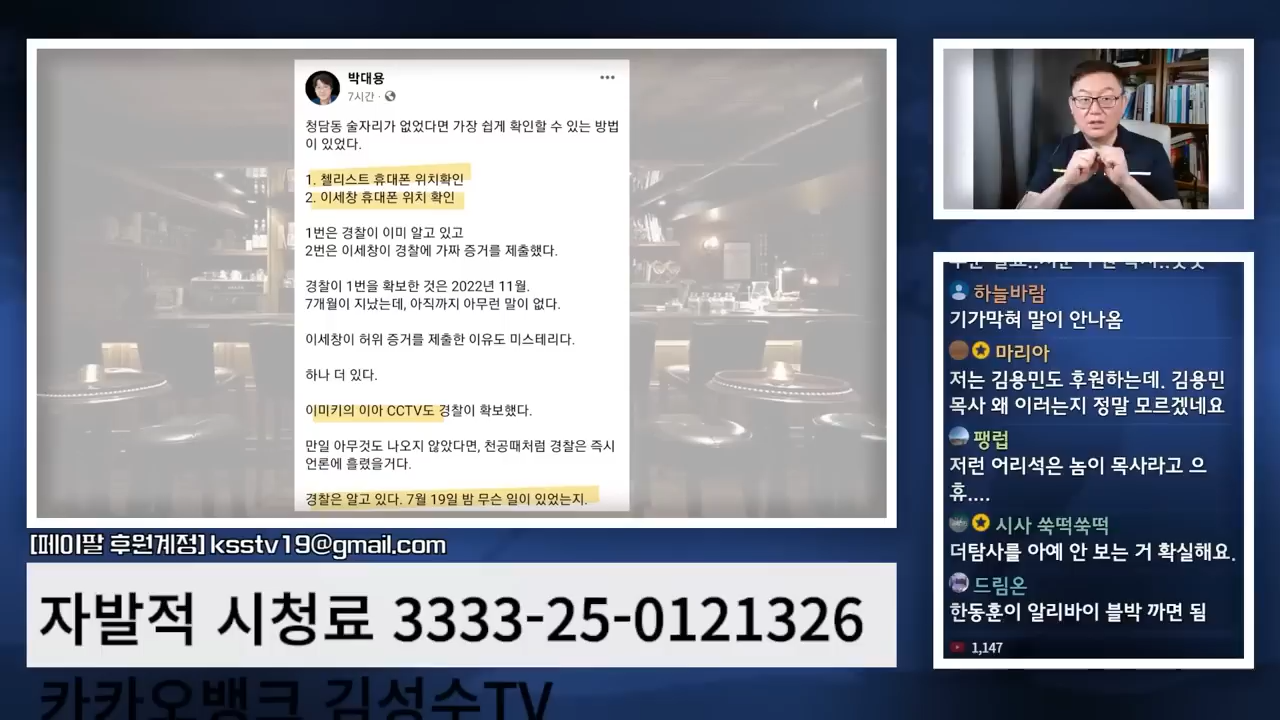 박대용
7시간
청담동 술자리가 없었다면 가장 쉽게 확인할 수 있는 방법
이 있었다.
1. 첼리스트 휴대폰 위치확인
2. 이세창 휴대폰 위치 확인
1번은 경찰이 이미 알고 있고
2번은 이세창이 경찰에 가짜 증거를 제출했다.
경찰이 1번을 확보한 것은 2022년 11월.
7개월이 지났는데, 아직까지 아무런 말이 없다.
이세창이 허위 증거를 제출한 이유도 미스테리다.
하나 더 있다.
이미키의 이아 CCTV도 경찰이 확보했다.
만일 아무것도 나오지 않았다면, 천공때처럼 경찰은 즉시
언론에 흘렸을거다.
경찰은 알고 있다. 7월 19일 밤 무슨 일이 있었는지.
[페이팔 후원계정] ksstv19@gmail.com
자발적 시청료 3333-25-0121326
카카오뱅크 김성수TV
하늘바람
기가막혀 말이 안나옴
마리아
저는 김용민도 후원하는데. 김용민
목사 왜 이러는지 정말 모르겠네요
팽럽
저런 어리석은 놈이 목사라고 으
휴....
시사 쑥떡쑥떡
더탐사를 아예 안 보는 거 확실해요.
드림온
한동훈이 알리바이 블박 까면 됨
1,147